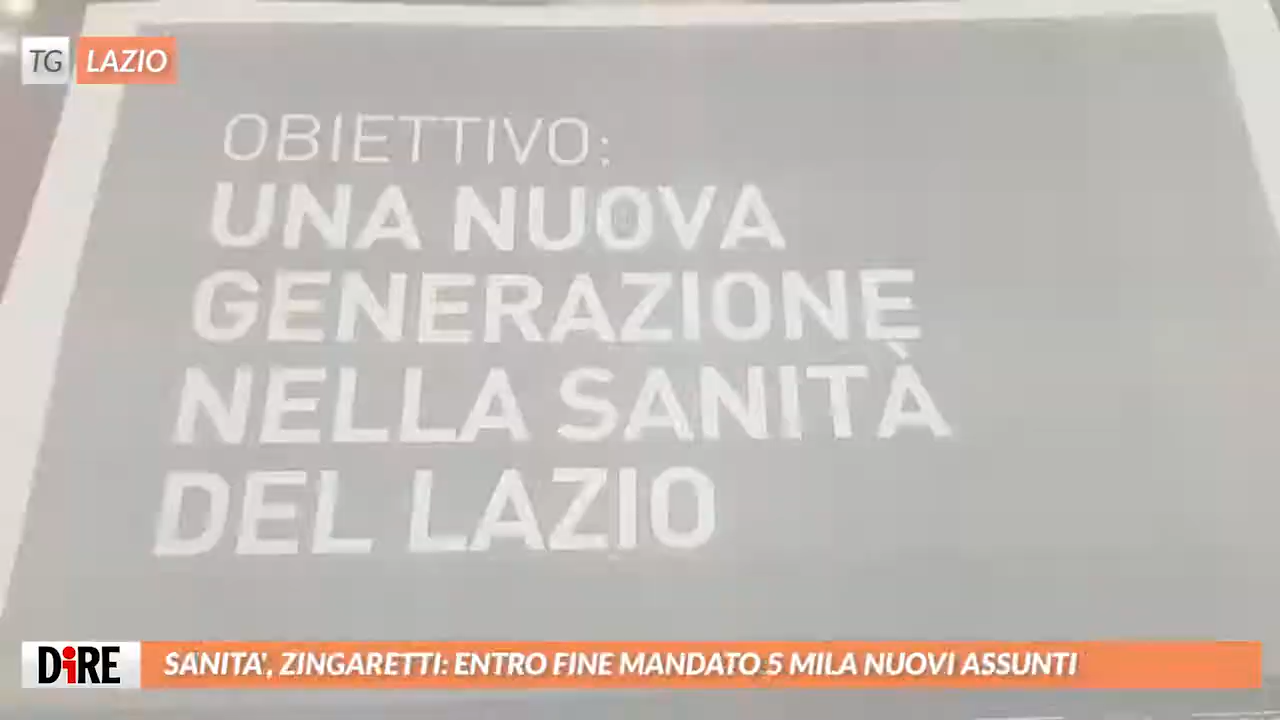 TG LAZIO
OBIETTIVO:
UNA NUOVA
GENERAZIONE
NELLA SANITÀ
DEL LAZIO
DiRE SANITA', ZINGARETTI: ENTRO FINE MANDATO 5 MILA NUOVI ASSUNTI